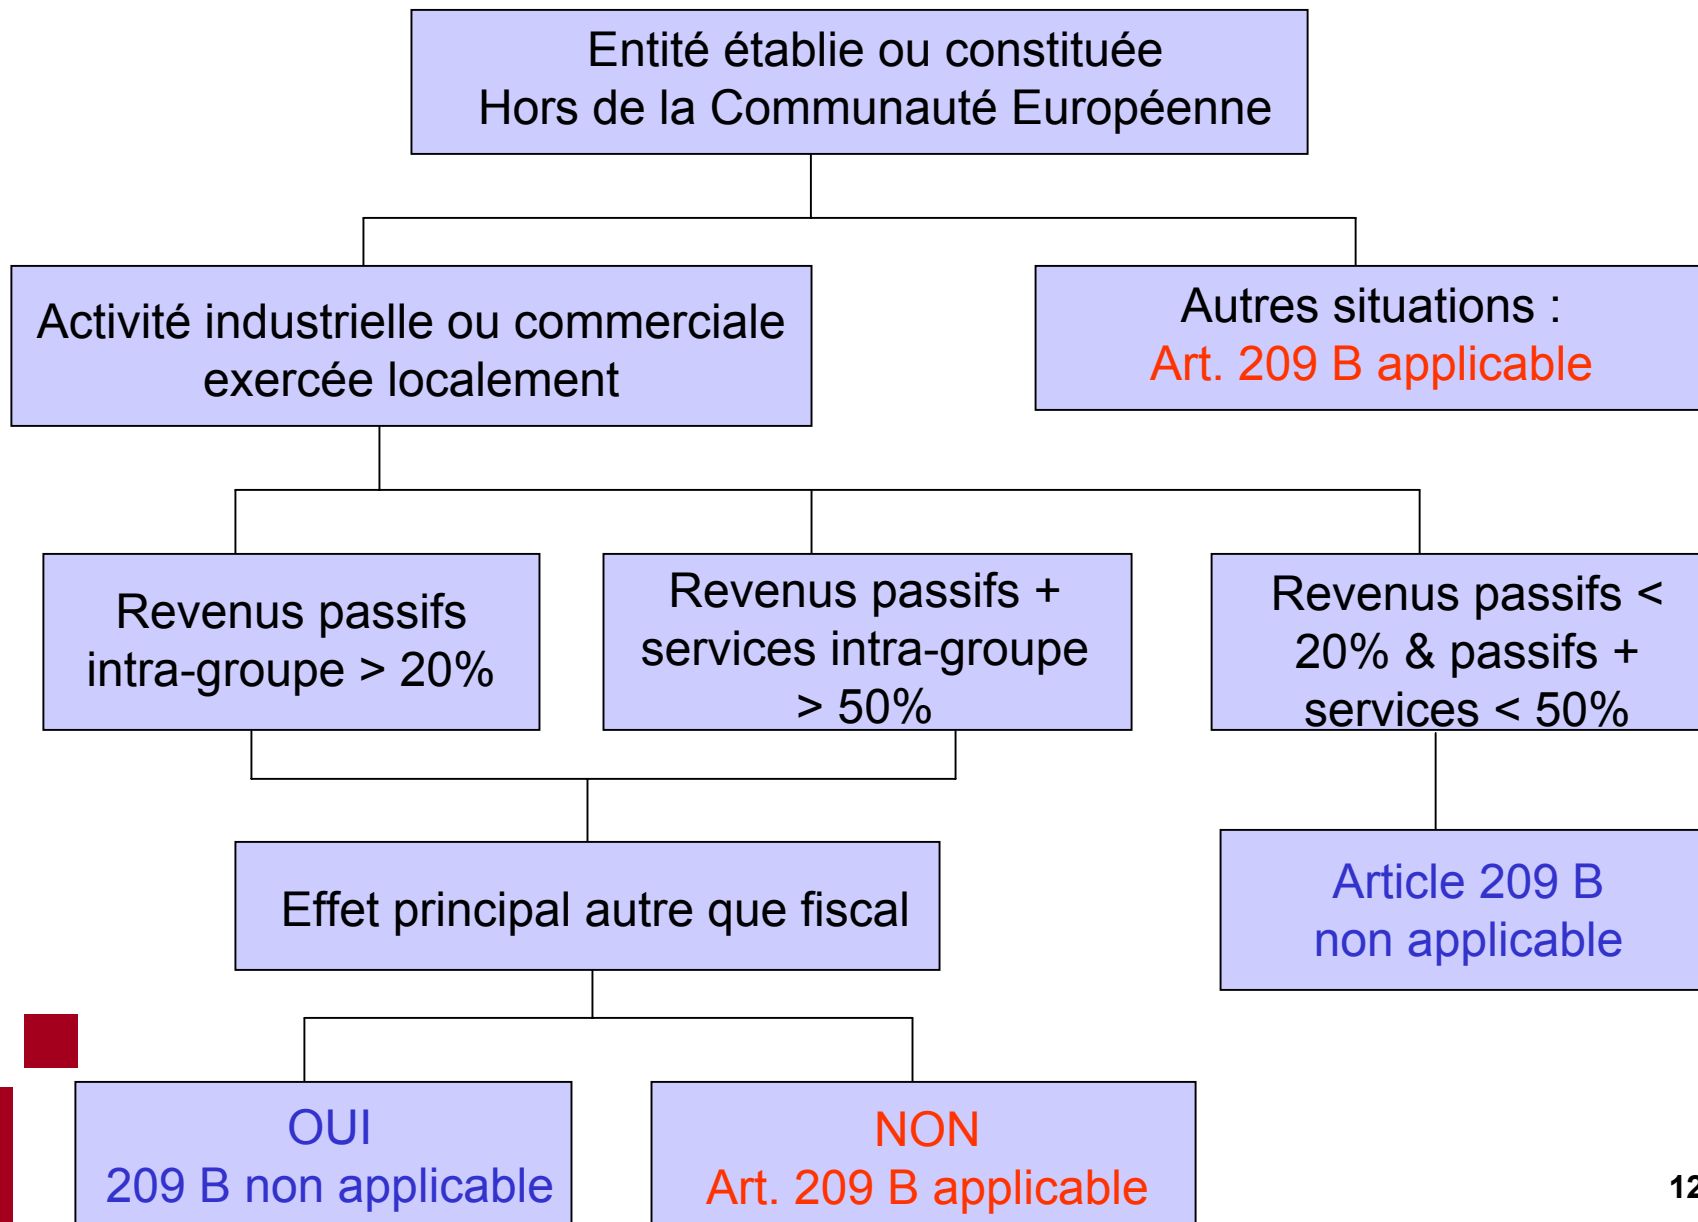 Entité établie ou constituée
Hors de la Communauté Européenne
Activité industrielle ou commerciale
exercée localement
Autres situations :
Art. 209 B applicable
Revenus passifs
intra-groupe > 20%
Revenus passifs +
services intra-groupe
> 50%
Revenus passifs <
20% & passifs +
services < 50%
Effet principal autre que fiscal
Article 209 B
non applicable
OUI
209 B non applicable
NON
Art. 209 B applicable
12